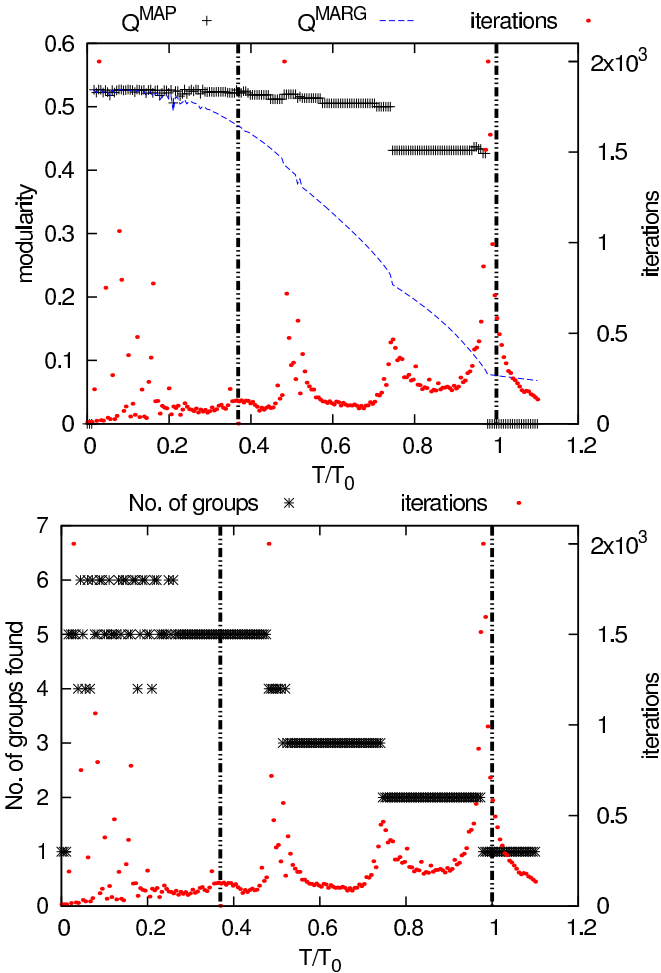 Q^MAP + Q^MARG iterations
modularity
0.6
0.5
0.4
0.3
0.2
0.1
0
2x10^3
1.5
1
0.5
0
iterations
0 0.2 0.4 0.6 0.8 1 1.2
T/T_0
No. of groups iterations
No. of groups found
7
6
5
4
3
2
1
0
2x10^3
1.5
1
0.5
0
iterations
0 0.2 0.4 0.6 0.8 1 1.2
T/T_0